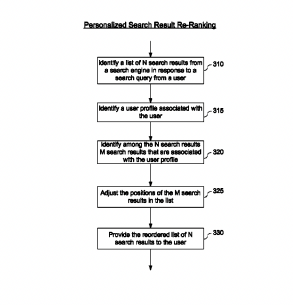 Personalized Search Result Re-Ranking
Identify a list of N search results from
a search engine in response to a
search query from a user
310
Identify a user profile associated with
the user
315
Identify among the N search results
M search results that are associated
with the user profile
320
Adjust the positions of the M search
results in the list
325
Provide the reordered list of N
search results to the user
330